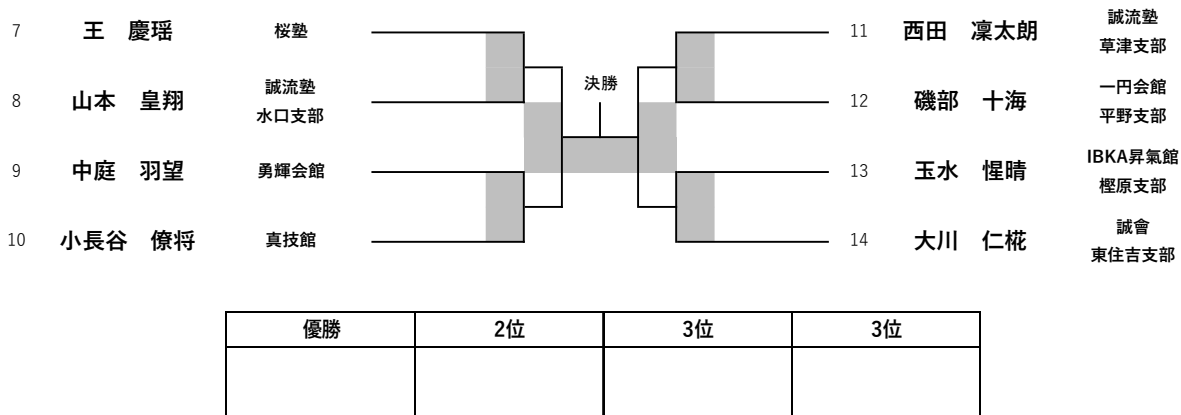 7 王　慶瑶 桜塾
8 山本　皇翔 誠流塾
水口支部
9 中庭　羽望 勇輝会館
10 小長谷　僚将 真技館
決勝
11 西田　凜太朗 誠流塾
草津支部
12 磯部　十海 一円会館
平野支部
13 玉水　惺晴 IBKA昇氣館
樫原支部
14 大川　仁椛 誠會
東住吉支部
優勝 2位 3位 3位